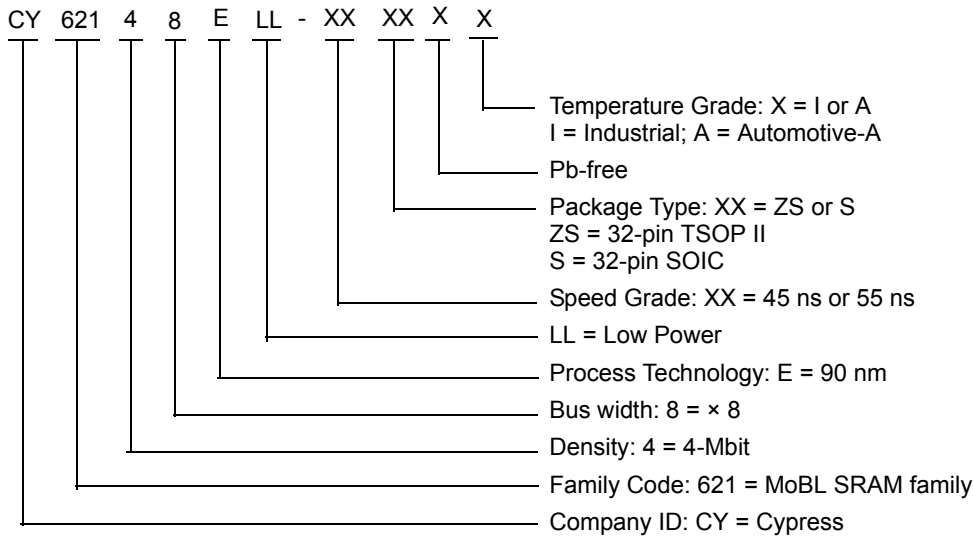 CY 621 4 8 E LL - XX XX X X
Temperature Grade: X = I or A
I = Industrial; A = Automotive-A
Pb-free
Package Type: XX = ZS or S
ZS = 32-pin TSOP II
S = 32-pin SOIC
Speed Grade: XX = 45 ns or 55 ns
LL = Low Power
Process Technology: E = 90 nm
Bus width: 8 = × 8
Density: 4 = 4-Mbit
Family Code: 621 = MoBL SRAM family
Company ID: CY = Cypress